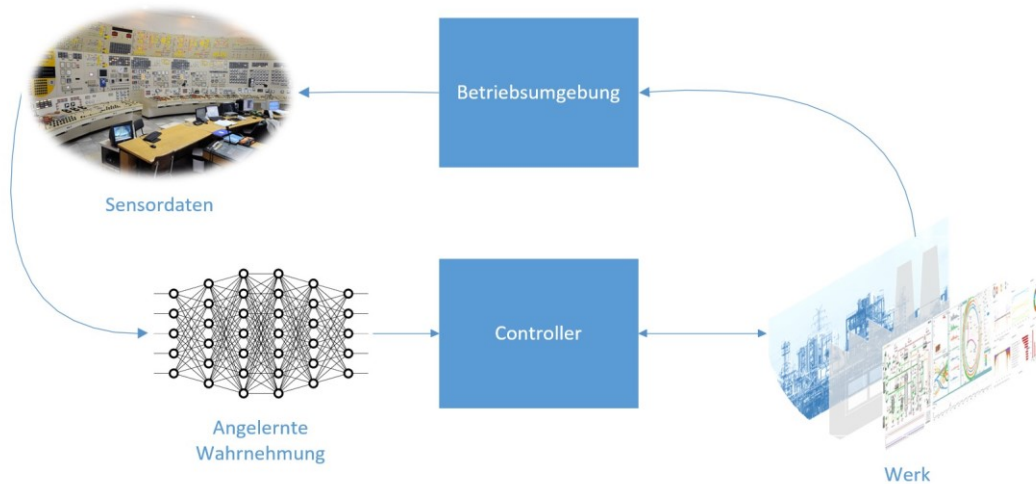 Betriebsumgebung
Sensordaten
Controller
Angelernte
Wahrnehmung
Werk